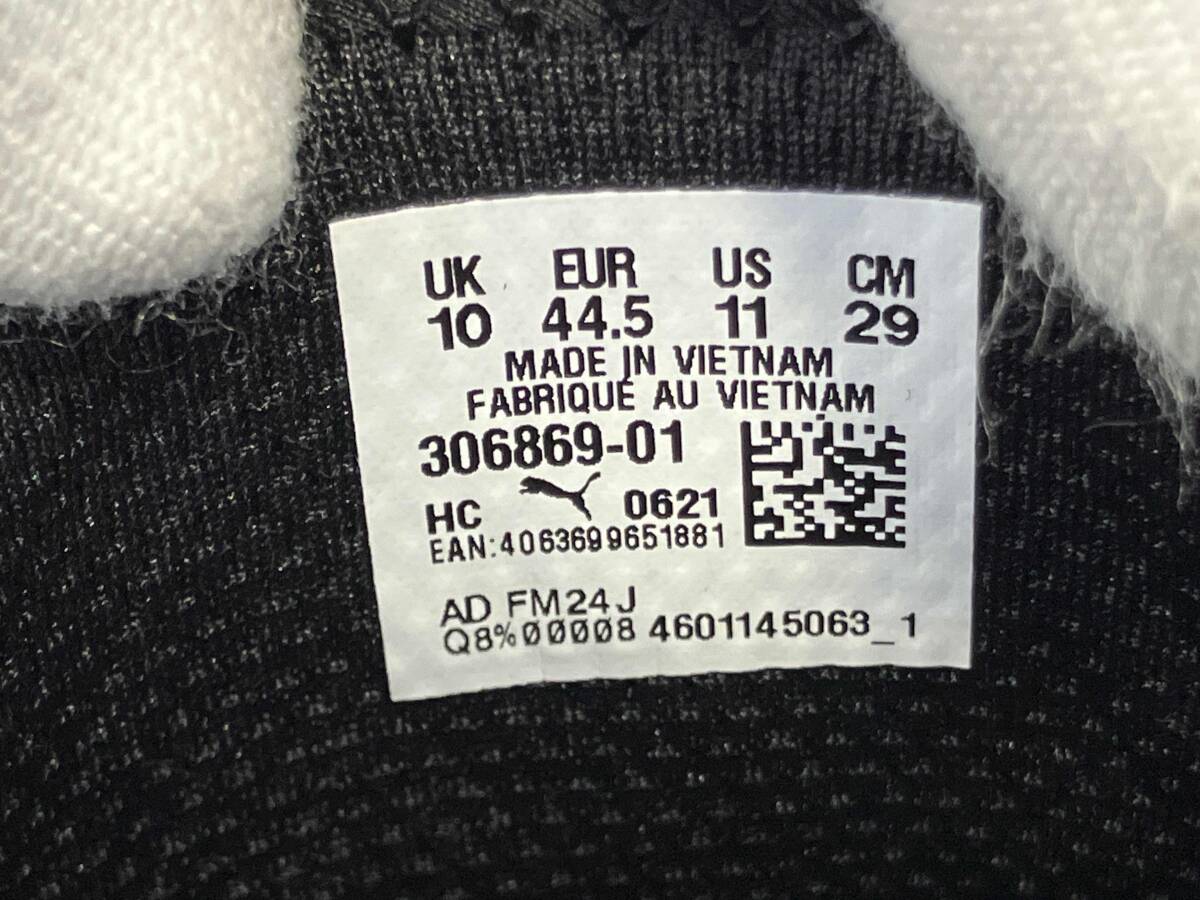 UK EUR US CM
10 44.5 11 29
MADE IN VIETNAM
FABRIQUÉ AU VIETNAM
306869-01
HC 0621
EAN:4063699651881
AD FM24J
Q8%00008 4601145063_1